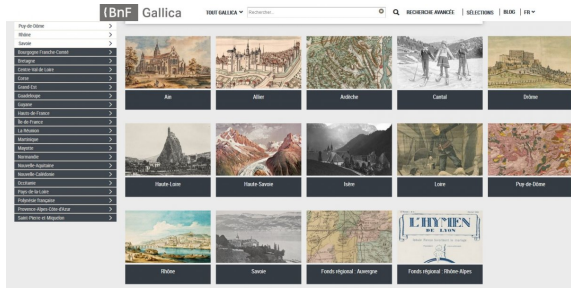 {BnF Gallica
TOUT GALLICA
Rechercher...
RECHERCHE AVANCÉE
SÉLECTIONS
BLOG
FR
Puy-de-Dôme
Rhône
Savoie
Bourgogne-Franche-Comté
Bretagne
Centre-Val de Loire
Corse
Grand Est
Guadeloupe
Guyane
Hauts-de-France
Île-de-France
La Réunion
Martinique
Mayotte
Normandie
Nouvelle-Aquitaine
Nouvelle-Calédonie
Occitanie
Pays-de-la-Loire
Polynésie française
Provence-Alpes-Côte d'Azur
Saint-Pierre-et-Miquelon
Ain
Allier
Ardèche
Cantal
Drôme
Haute-Loire
Haute-Savoie
Isère
Loire
Puy-de-Dôme
L'HYMEN
DE LYON
Rhône
Savoie
Fonds régional : Auvergne
Fonds régional : Rhône-Alpes